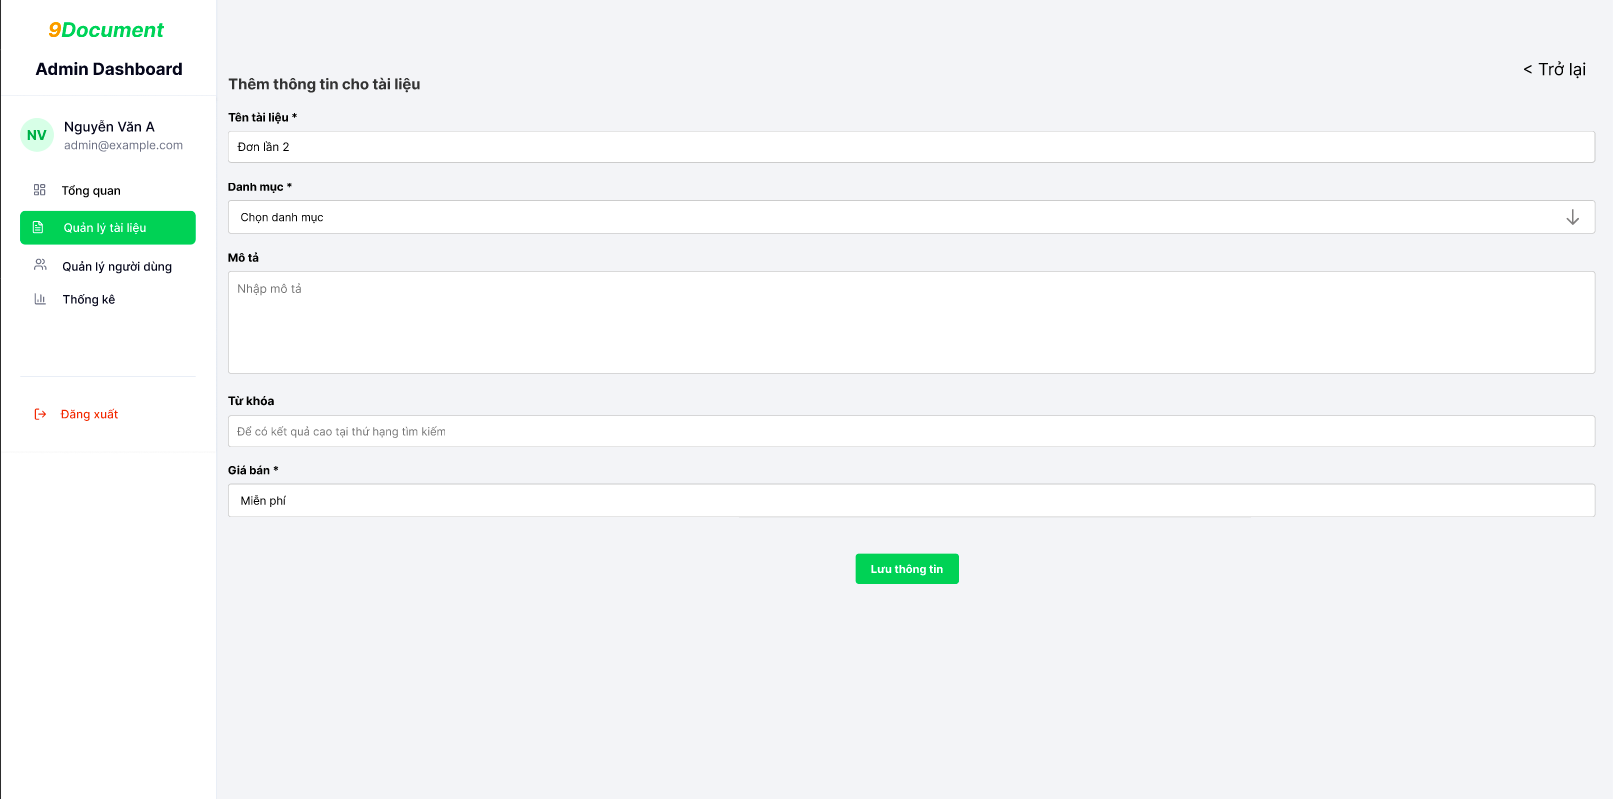 9Document
Admin Dashboard
NV
Nguyễn Văn A
admin@example.com
Tổng quan
Quản lý tài liệu
Quản lý người dùng
Thống kê
Đăng xuất
< Trở lại
Thêm thông tin cho tài liệu
Tên tài liệu *
Đơn lần 2
Danh mục *
Chọn danh mục
Mô tả
Nhập mô tả
Từ khóa
Để có kết quả cao tại thứ hạng tìm kiếm
Giá bán *
Miễn phí
Lưu thông tin